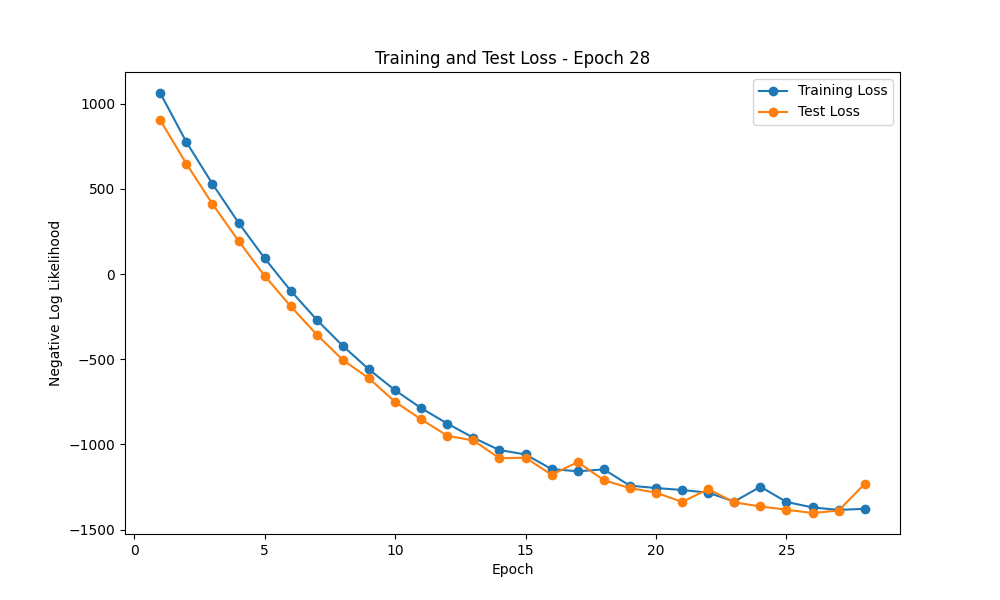 Training and Test Loss - Epoch 28
Training Loss
Test Loss
Negative Log Likelihood
1000
500
0
−500
−1000
−1500
0 5 10 15 20 25
Epoch